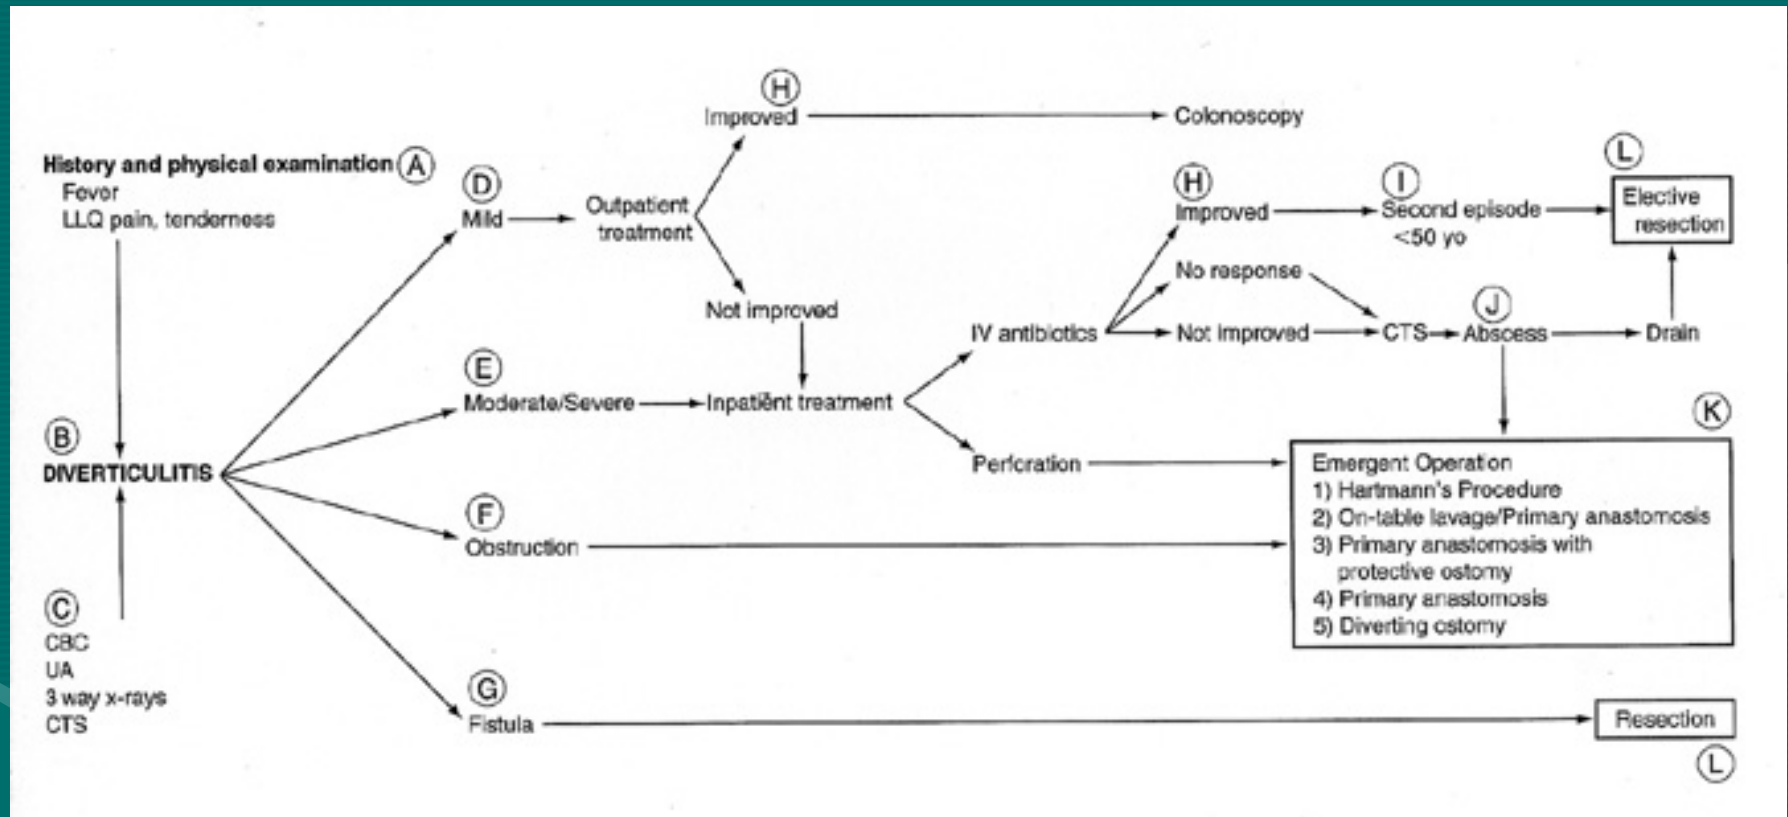 H
Improved
Colonoscopy
History and physical examination A
Fever
LLQ pain, tenderness
D
Mild
Outpatient
treatment
H
Improved
I
Second episode
<50 yo
L
Elective
resection
No response
Not improved
IV antibiotics
Not improved
CTS
J
Abscess
Drain
E
Moderate/Severe
Inpatient treatment
K
B
DIVERTICULITIS
Perforation
Emergent Operation
1) Hartmann's Procedure
2) On-table lavage/Primary anastomosis
3) Primary anastomosis with
protective ostomy
4) Primary anastomosis
5) Diverting ostomy
F
Obstruction
C
CBC
UA
3 way x-rays
CTS
G
Fistula
Resection
L